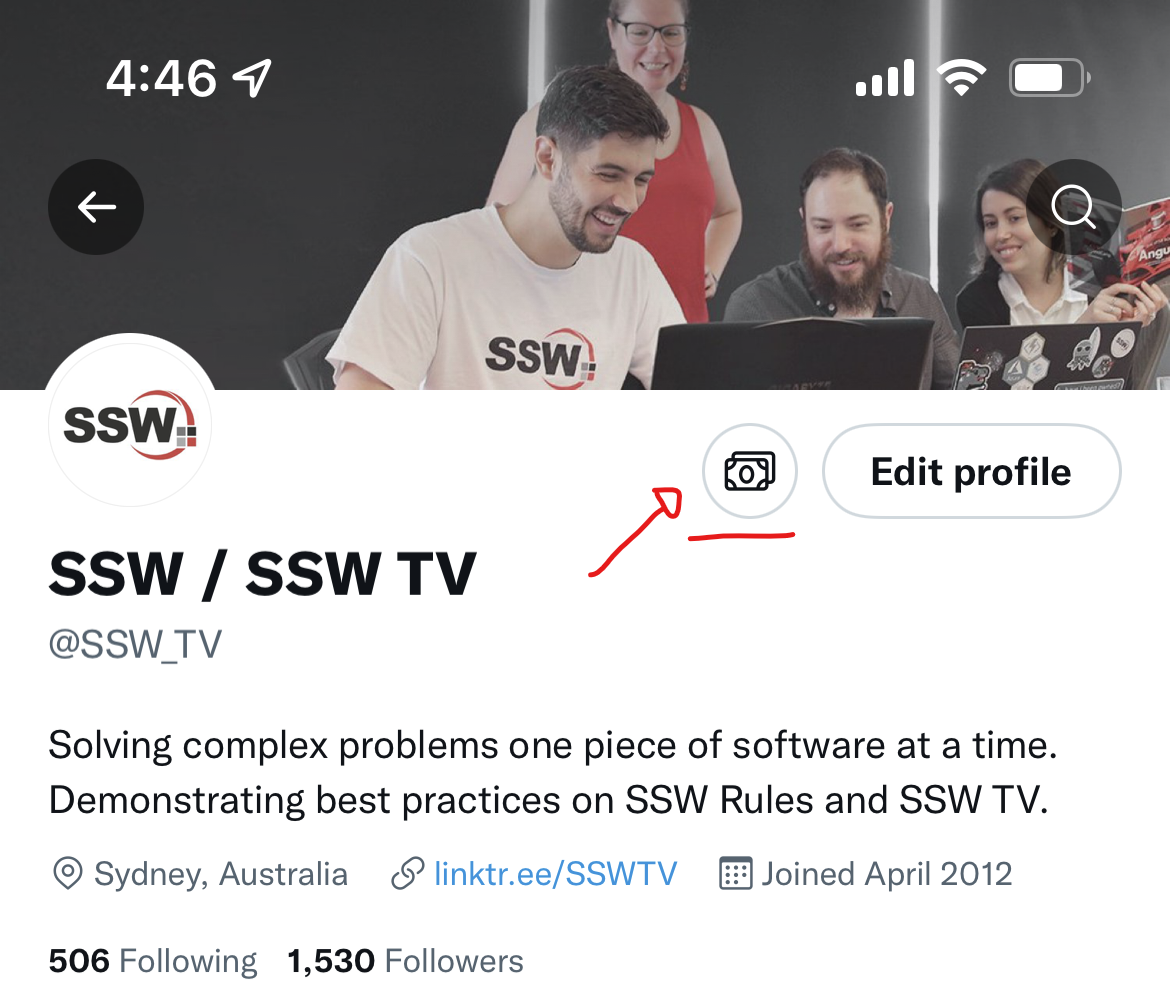 4:46
SSW
Angu
SSW
Edit profile
SSW / SSW TV
@SSW_TV
Solving complex problems one piece of software at a time.
Demonstrating best practices on SSW Rules and SSW TV.
Sydney, Australia linktr.ee/SSWTV Joined April 2012
506 Following 1,530 Followers